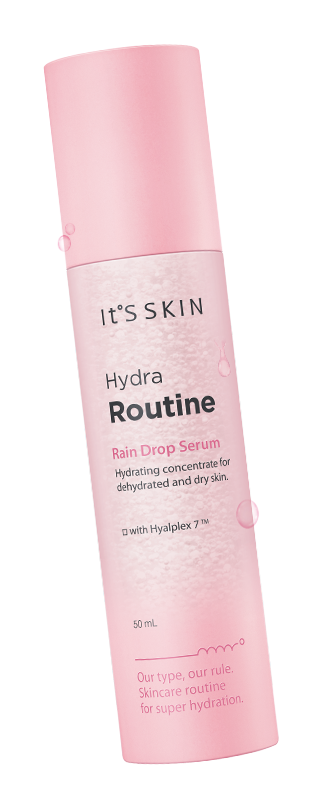 It°S SKIN
Hydra
Routine
Rain Drop Serum
Hydrating concentrate for
dehydrated and dry skin.
with Hyalplex 7™
50 mL
Our type, our rule.
Skincare routine
for super hydration.